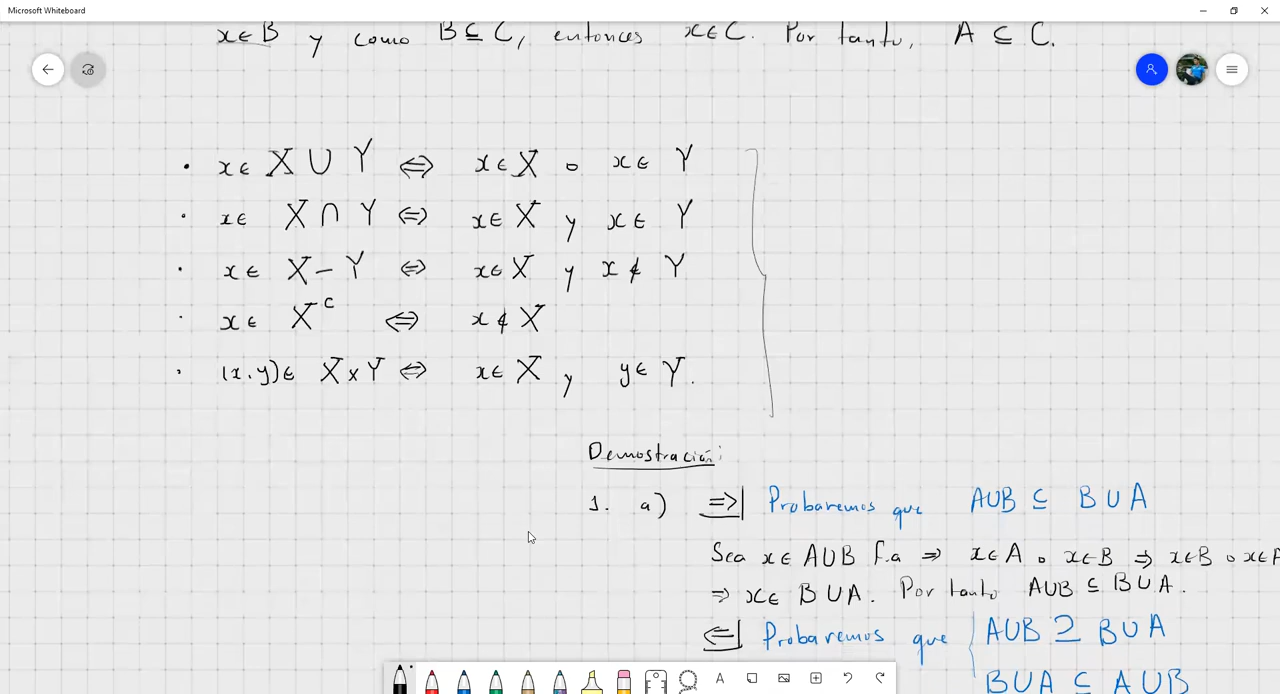 Microsoft Whiteboard
x∈B y como B⊆C, entonces x∈C. Por tanto, A ⊆ C.
• x∈ X ∪ Y ⇔ x∈X o x∈ Y
• x∈ X ∩ Y ⇔ x∈X y x∈ Y
• x∈ X – Y ⇔ x∈X y x ∉ Y
• x∈ X^c ⇔ x∉X
• (x,y)∈ X×Y ⇔ x∈X y y∈ Y.
Demostración:
1. a) ⇒| Probaremos que A∪B ⊆ B∪A
Sea x∈A∪B f.a ⇒ x∈A o x∈B ⇒ x∈B o x∈A
⇒ x∈ B∪A. Por tanto A∪B ⊆ B∪A.
⇐| Probaremos que A∪B ⊇ B∪A
B∪A ⊆ A∪B
A